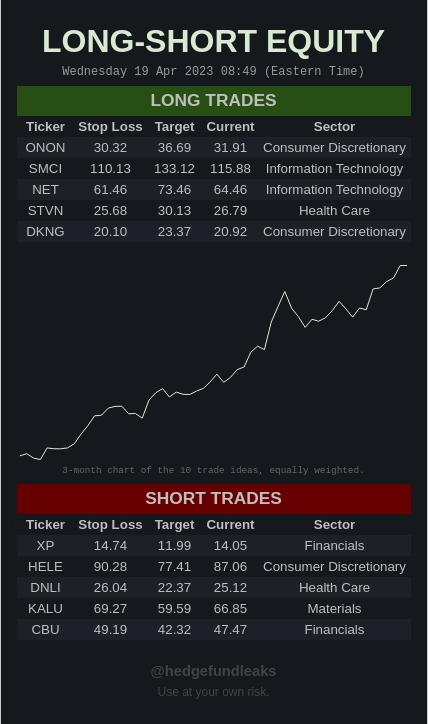 LONG-SHORT EQUITY
Wednesday 19 Apr 2023 08:49 (Eastern Time)
LONG TRADES
Ticker Stop Loss Target Current Sector
ONON 30.32 36.69 31.91 Consumer Discretionary
SMCI 110.13 133.12 115.88 Information Technology
NET 61.46 73.46 64.46 Information Technology
STVN 25.68 30.13 26.79 Health Care
DKNG 20.10 23.37 20.92 Consumer Discretionary
3-month chart of the 10 trade ideas, equally weighted.
SHORT TRADES
Ticker Stop Loss Target Current Sector
XP 14.74 11.99 14.05 Financials
HELE 90.28 77.41 87.06 Consumer Discretionary
DNLI 26.04 22.37 25.12 Health Care
KALU 69.27 59.59 66.85 Materials
CBU 49.19 42.32 47.47 Financials
@hedgefundleaks
Use at your own risk.